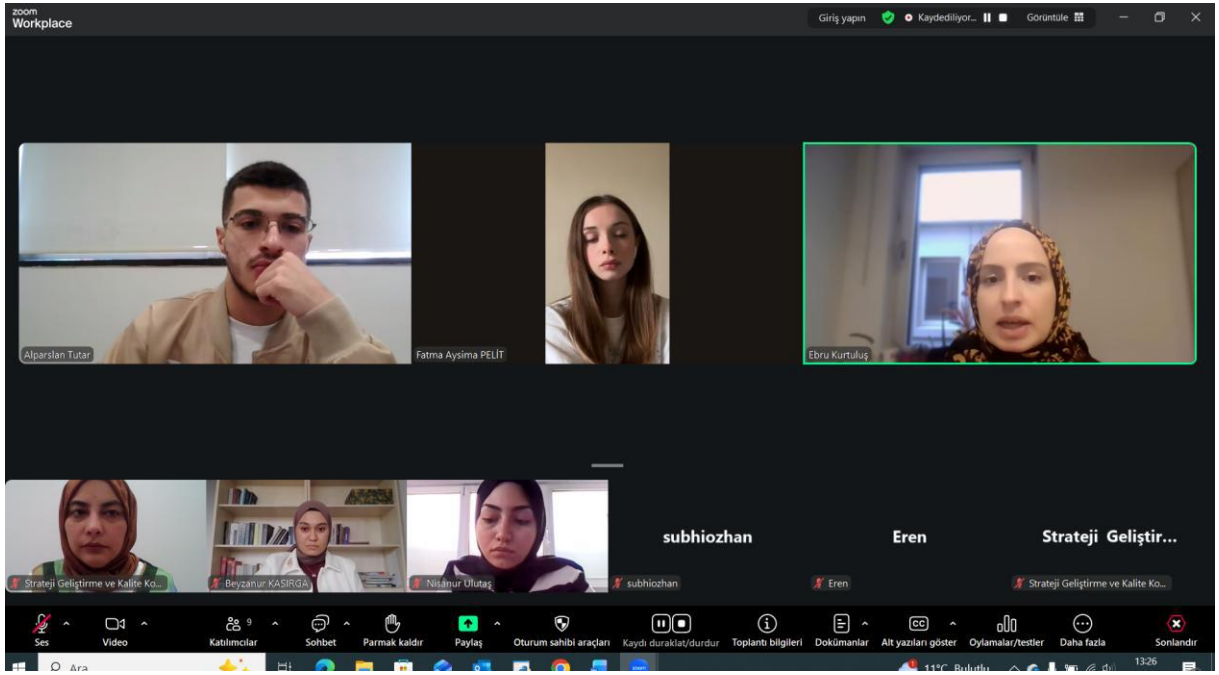 zoom
Workplace
Giriş yapın
Kaydediliyor...
Görüntüle
Alparslan Tutar
Fatma Aysima PELİT
Ebru Kurtuluş
subhiozhan
Eren
Strateji Geliştir...
Strateji Geliştirme ve Kalite Ko...
Beyzanur KASIRGA
Nisanur Ulutaş
subhiozhan
Eren
Strateji Geliştirme ve Kalite Ko...
Ses
Video
Katılımcılar
9
Sohbet
Parmak kaldır
Paylaş
Oturum sahibi araçları
Kaydı duraklat/durdur
Toplantı bilgileri
Dokümanlar
CC
Alt yazıları göster
Oylamalar/testler
Daha fazla
Sonlandır
Ara
11°C Bulutlu
13:26